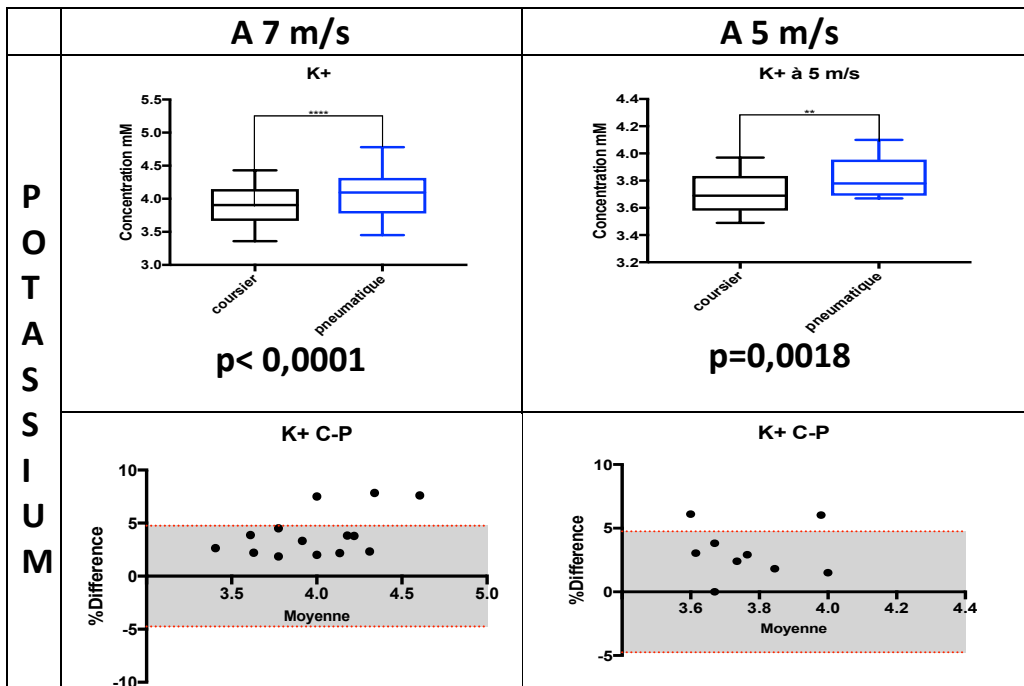 A 7 m/s
A 5 m/s
P
O
T
A
S
S
I
U
M
K+
5.5
5.0
4.5
4.0
3.5
3.0
Concentration mM
****
coursier
pneumatique
p< 0,0001
K+ à 5 m/s
4.4
4.2
4.0
3.8
3.6
3.4
3.2
Concentration mM
**
coursier
pneumatique
p=0,0018
K+ C-P
10
5
0
-5
-10
%Difference
3.5
4.0
4.5
5.0
Moyenne
K+ C-P
10
5
0
-5
%Difference
3.6
3.8
4.0
4.2
4.4
Moyenne